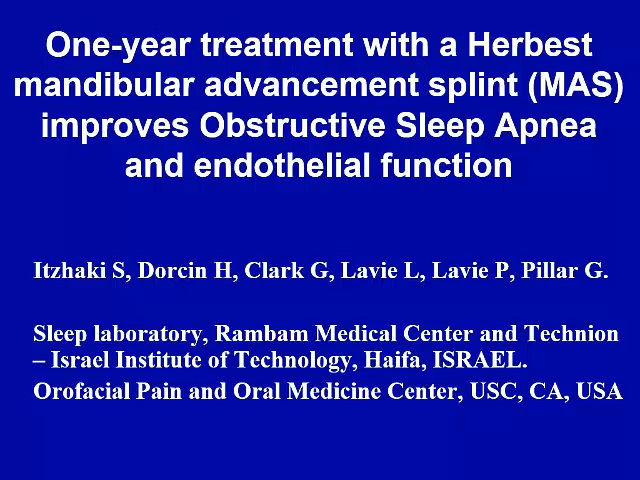 One-year treatment with a Herbest
mandibular advancement splint (MAS)
improves Obstructive Sleep Apnea
and endothelial function
Itzhaki S, Dorcin H, Clark G, Lavie L, Lavie P, Pillar G.
Sleep laboratory, Rambam Medical Center and Technion
– Israel Institute of Technology, Haifa, ISRAEL.
Orofacial Pain and Oral Medicine Center, USC, CA, USA